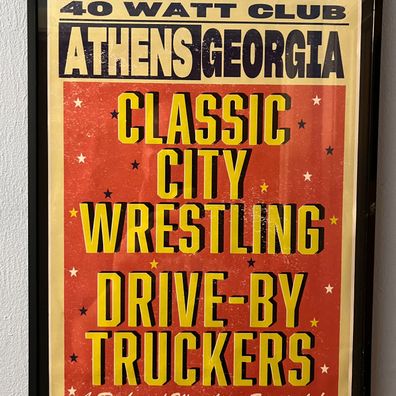 40 WATT CLUB
ATHENS GEORGIA
CLASSIC
CITY
WRESTLING
DRIVE-BY
TRUCKERS